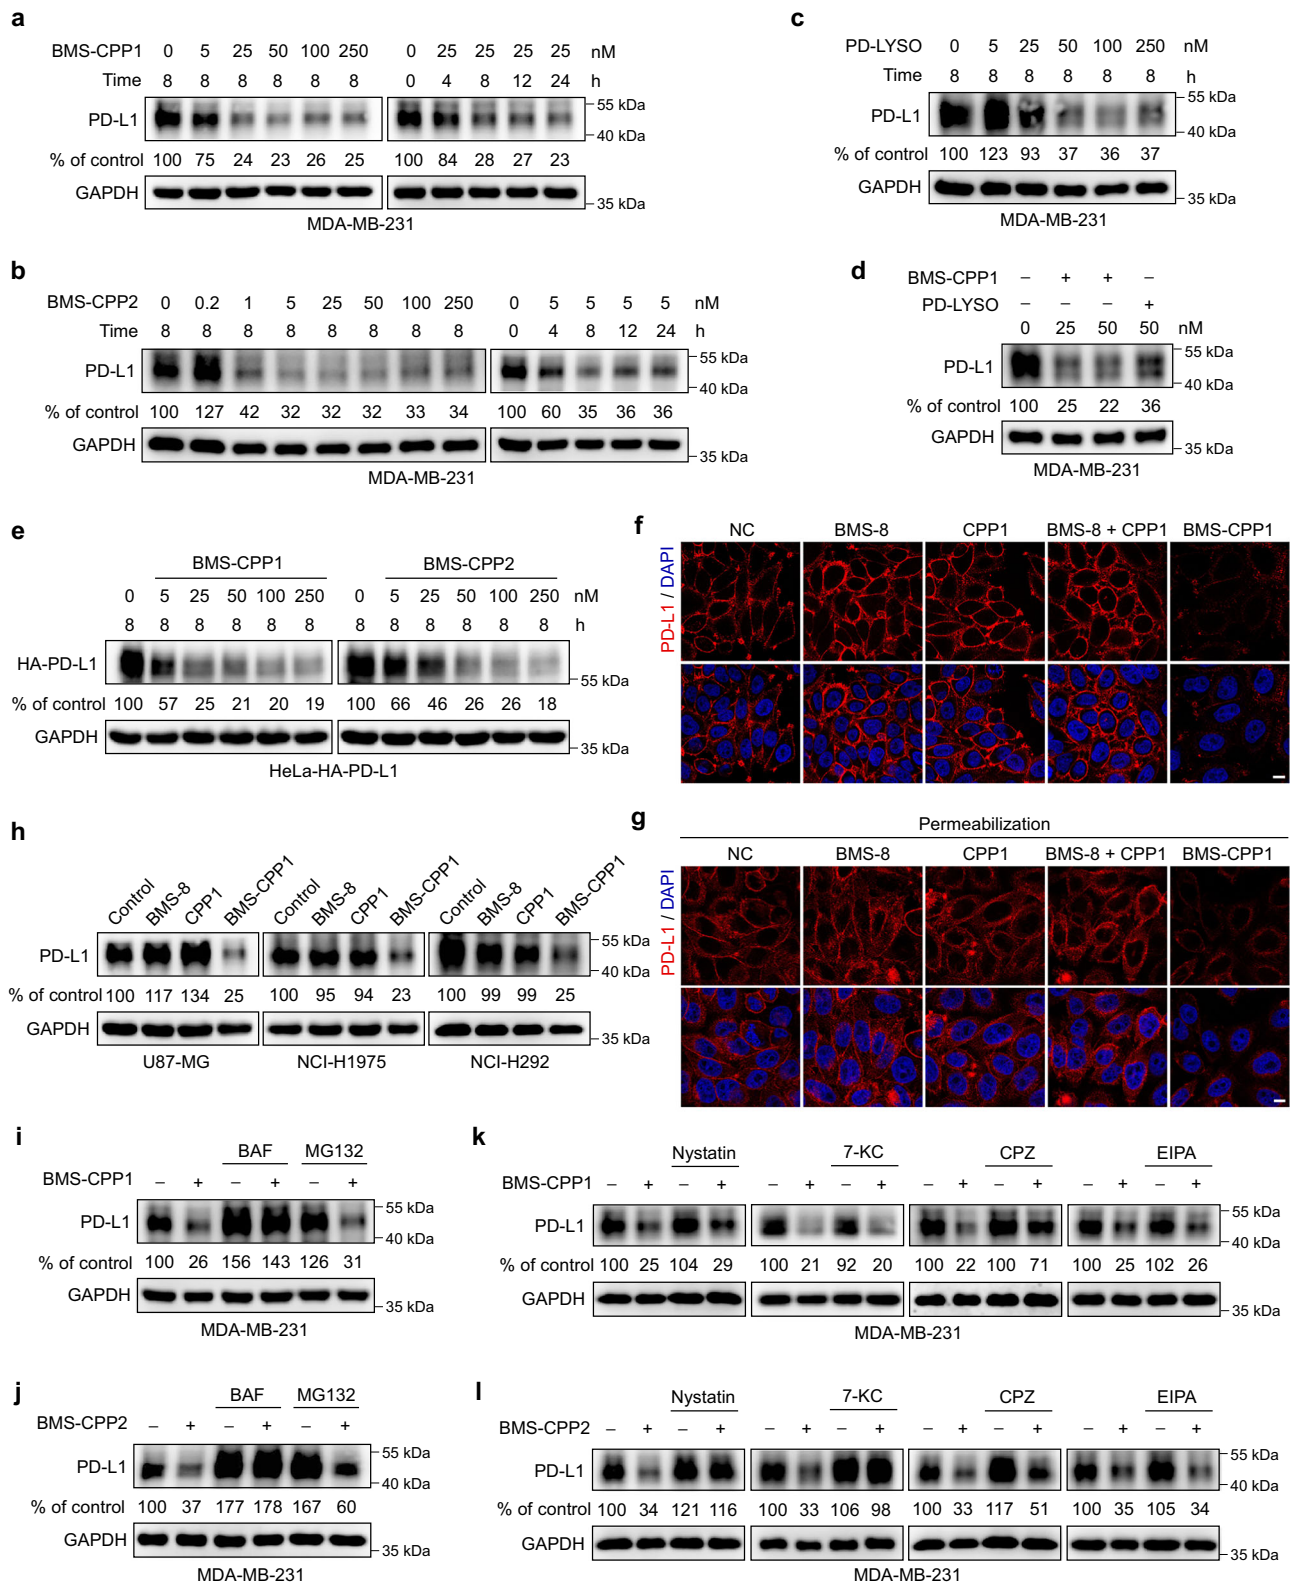 a
BMS-CPP1 0 5 25 50 100 250 0 25 25 25 25 nM
Time 8 8 8 8 8 8 0 4 8 12 24 h
PD-L1 55 kDa
40 kDa
% of control 100 75 24 23 26 25 100 84 28 27 23
GAPDH 35 kDa
MDA-MB-231
c
PD-LYSO 0 5 25 50 100 250 nM
Time 8 8 8 8 8 8 h
PD-L1 55 kDa
40 kDa
% of control 100 123 93 37 36 37
GAPDH 35 kDa
MDA-MB-231
b
BMS-CPP2 0 0.2 1 5 25 50 100 250 0 5 5 5 5 nM
Time 8 8 8 8 8 8 8 8 0 4 8 12 24 h
PD-L1 55 kDa
40 kDa
% of control 100 127 42 32 32 32 33 34 100 60 35 36 36
GAPDH 35 kDa
MDA-MB-231
d
BMS-CPP1 – + + –
PD-LYSO – – – +
0 25 50 50 nM
PD-L1 55 kDa
40 kDa
% of control 100 25 22 36
GAPDH 35 kDa
MDA-MB-231
e
BMS-CPP1 BMS-CPP2
0 5 25 50 100 250 0 5 25 50 100 250 nM
8 8 8 8 8 8 8 8 8 8 8 8 h
HA-PD-L1 55 kDa
% of control 100 57 25 21 20 19 100 66 46 26 26 18
GAPDH 35 kDa
HeLa-HA-PD-L1
f
NC BMS-8 CPP1 BMS-8 + CPP1 BMS-CPP1
PD-L1 / DAPI
g
Permeabilization
NC BMS-8 CPP1 BMS-8 + CPP1 BMS-CPP1
PD-L1 / DAPI
h
Control BMS-8 CPP1 BMS-CPP1 Control BMS-8 CPP1 BMS-CPP1 Control BMS-8 CPP1 BMS-CPP1
PD-L1 55 kDa
40 kDa
% of control 100 117 134 25 100 95 94 23 100 99 99 25
GAPDH 35 kDa
U87-MG NCI-H1975 NCI-H292
i
BAF MG132
BMS-CPP1 – + – + – +
PD-L1 55 kDa
40 kDa
% of control 100 26 156 143 126 31
GAPDH 35 kDa
MDA-MB-231
k
Nystatin 7-KC CPZ EIPA
BMS-CPP1 – + – + – + – + – + – + – + – +
PD-L1 55 kDa
40 kDa
% of control 100 25 104 29 100 21 92 20 100 22 100 71 100 25 102 26
GAPDH 35 kDa
MDA-MB-231
j
BAF MG132
BMS-CPP2 – + – + – +
PD-L1 55 kDa
40 kDa
% of control 100 37 177 178 167 60
GAPDH 35 kDa
MDA-MB-231
l
Nystatin 7-KC CPZ EIPA
BMS-CPP2 – + – + – + – + – + – + – + – +
PD-L1 55 kDa
40 kDa
% of control 100 34 121 116 100 33 106 98 100 33 117 51 100 35 105 34
GAPDH 35 kDa
MDA-MB-231